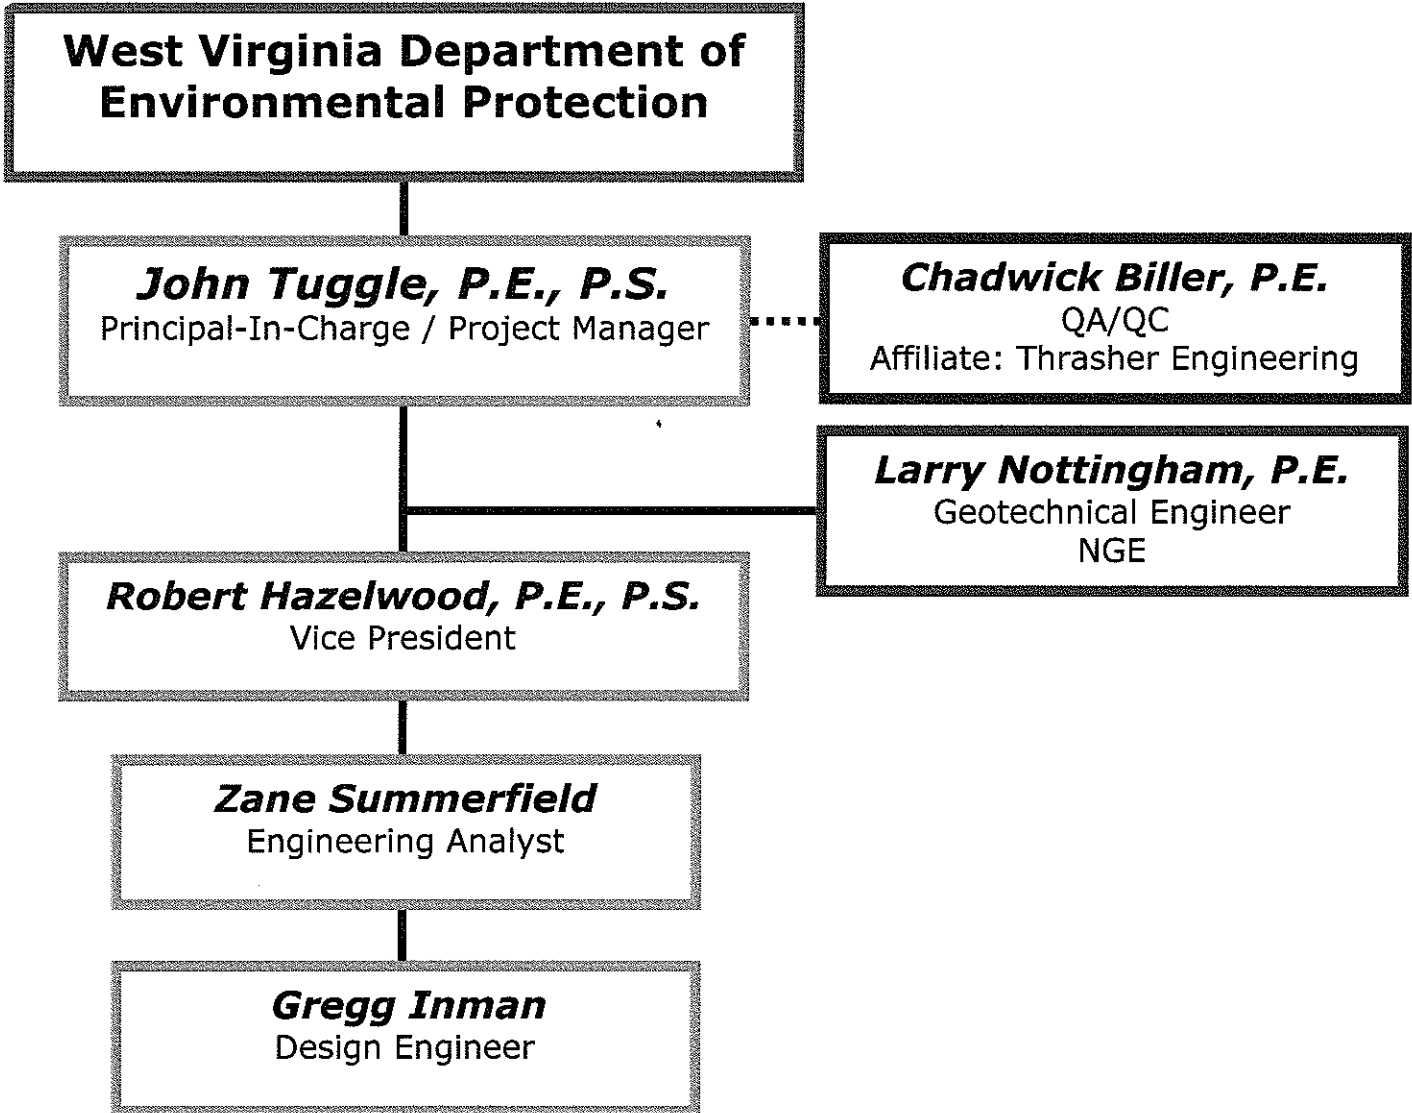 West Virginia Department of
Environmental Protection
John Tuggle, P.E., P.S.
Principal-In-Charge / Project Manager
Chadwick Biller, P.E.
QA/QC
Affiliate: Thrasher Engineering
Larry Nottingham, P.E.
Geotechnical Engineer
NGE
Robert Hazelwood, P.E., P.S.
Vice President
Zane Summerfield
Engineering Analyst
Gregg Inman
Design Engineer